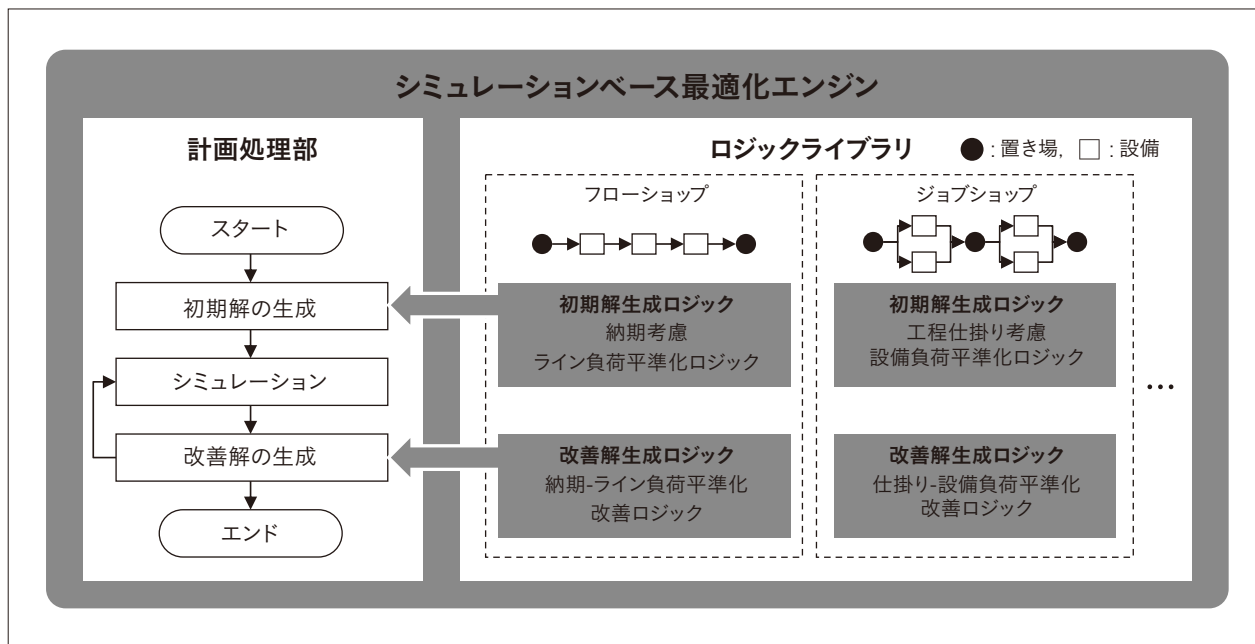 シミュレーションベース最適化エンジン
計画処理部
スタート
初期解の生成
シミュレーション
改善解の生成
エンド
ロジックライブラリ
●：置き場，□：設備
フローショップ
初期解生成ロジック
納期考慮
ライン負荷平準化ロジック
改善解生成ロジック
納期-ライン負荷平準化
改善ロジック
ジョブショップ
初期解生成ロジック
工程仕掛り考慮
設備負荷平準化ロジック
改善解生成ロジック
仕掛り-設備負荷平準化
改善ロジック
…